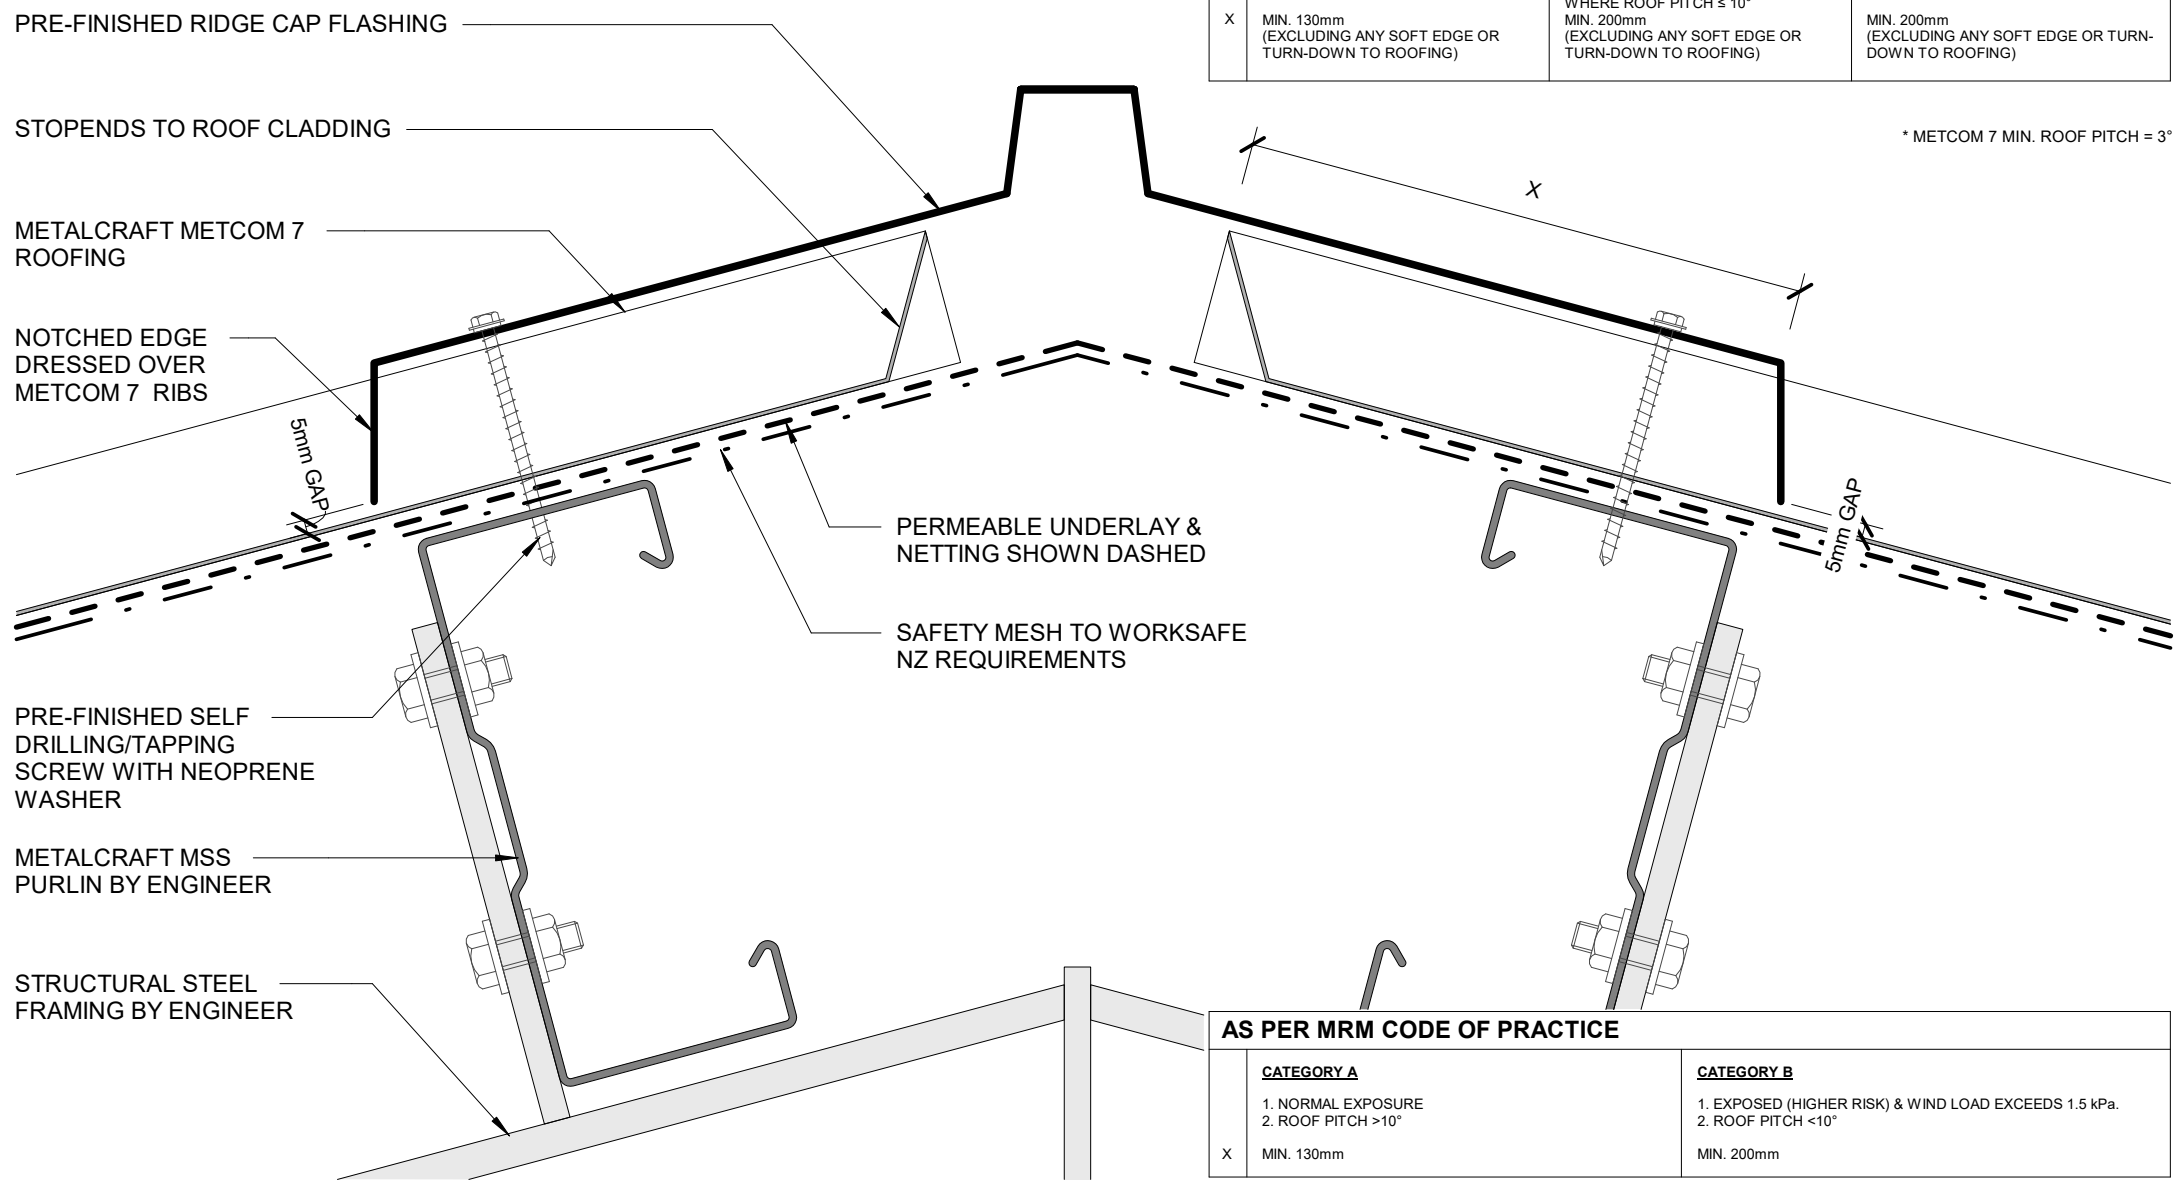 PRE-FINISHED RIDGE CAP FLASHING
STOPENDS TO ROOF CLADDING
METALCRAFT METCOM 7
ROOFING
NOTCHED EDGE
DRESSED OVER
METCOM 7 RIBS
5mm GAP
PRE-FINISHED SELF
DRILLING/TAPPING
SCREW WITH NEOPRENE
WASHER
METALCRAFT MSS
PURLIN BY ENGINEER
STRUCTURAL STEEL
FRAMING BY ENGINEER
PERMEABLE UNDERLAY &
NETTING SHOWN DASHED
SAFETY MESH TO WORKSAFE
NZ REQUIREMENTS
X
MIN. 130mm
(EXCLUDING ANY SOFT EDGE OR
TURN-DOWN TO ROOFING)
WHERE ROOF PITCH ≤ 10°
MIN. 200mm
(EXCLUDING ANY SOFT EDGE OR
TURN-DOWN TO ROOFING)
MIN. 200mm
(EXCLUDING ANY SOFT EDGE OR TURN-
DOWN TO ROOFING)
* METCOM 7 MIN. ROOF PITCH = 3°
X
5mm GAP
AS PER MRM CODE OF PRACTICE
CATEGORY A
1. NORMAL EXPOSURE
2. ROOF PITCH >10°
X
MIN. 130mm
CATEGORY B
1. EXPOSED (HIGHER RISK) & WIND LOAD EXCEEDS 1.5 kPa.
2. ROOF PITCH <10°
MIN. 200mm